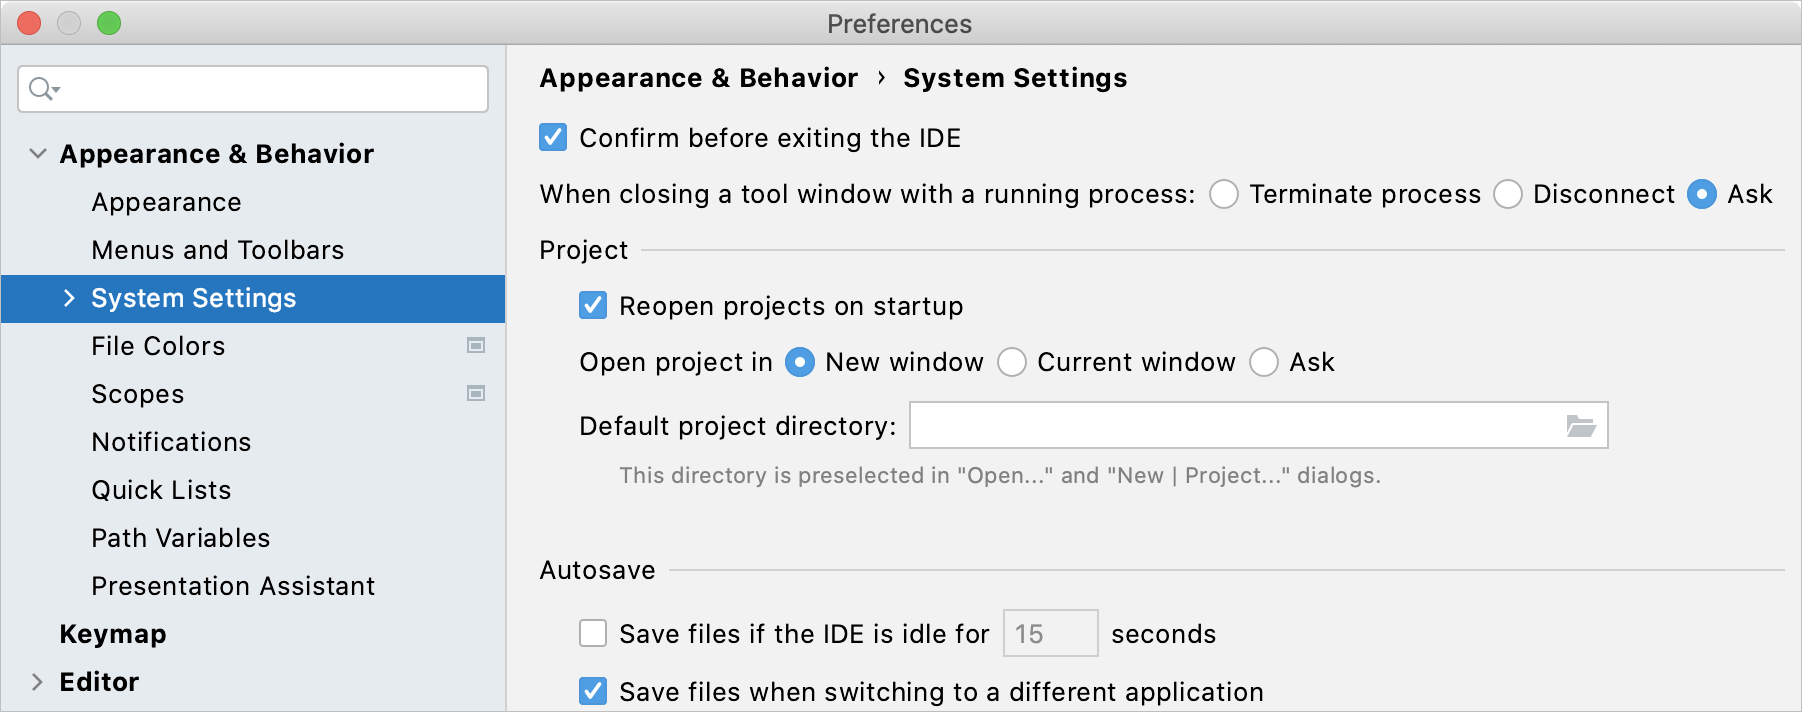 Preferences
Appearance & Behavior
Appearance
Menus and Toolbars
System Settings
File Colors
Scopes
Notifications
Quick Lists
Path Variables
Presentation Assistant
Keymap
Editor
Appearance & Behavior › System Settings
Confirm before exiting the IDE
When closing a tool window with a running process: Terminate process Disconnect Ask
Project
Reopen projects on startup
Open project in New window Current window Ask
Default project directory:
This directory is preselected in "Open..." and "New | Project..." dialogs.
Autosave
Save files if the IDE is idle for 15 seconds
Save files when switching to a different application